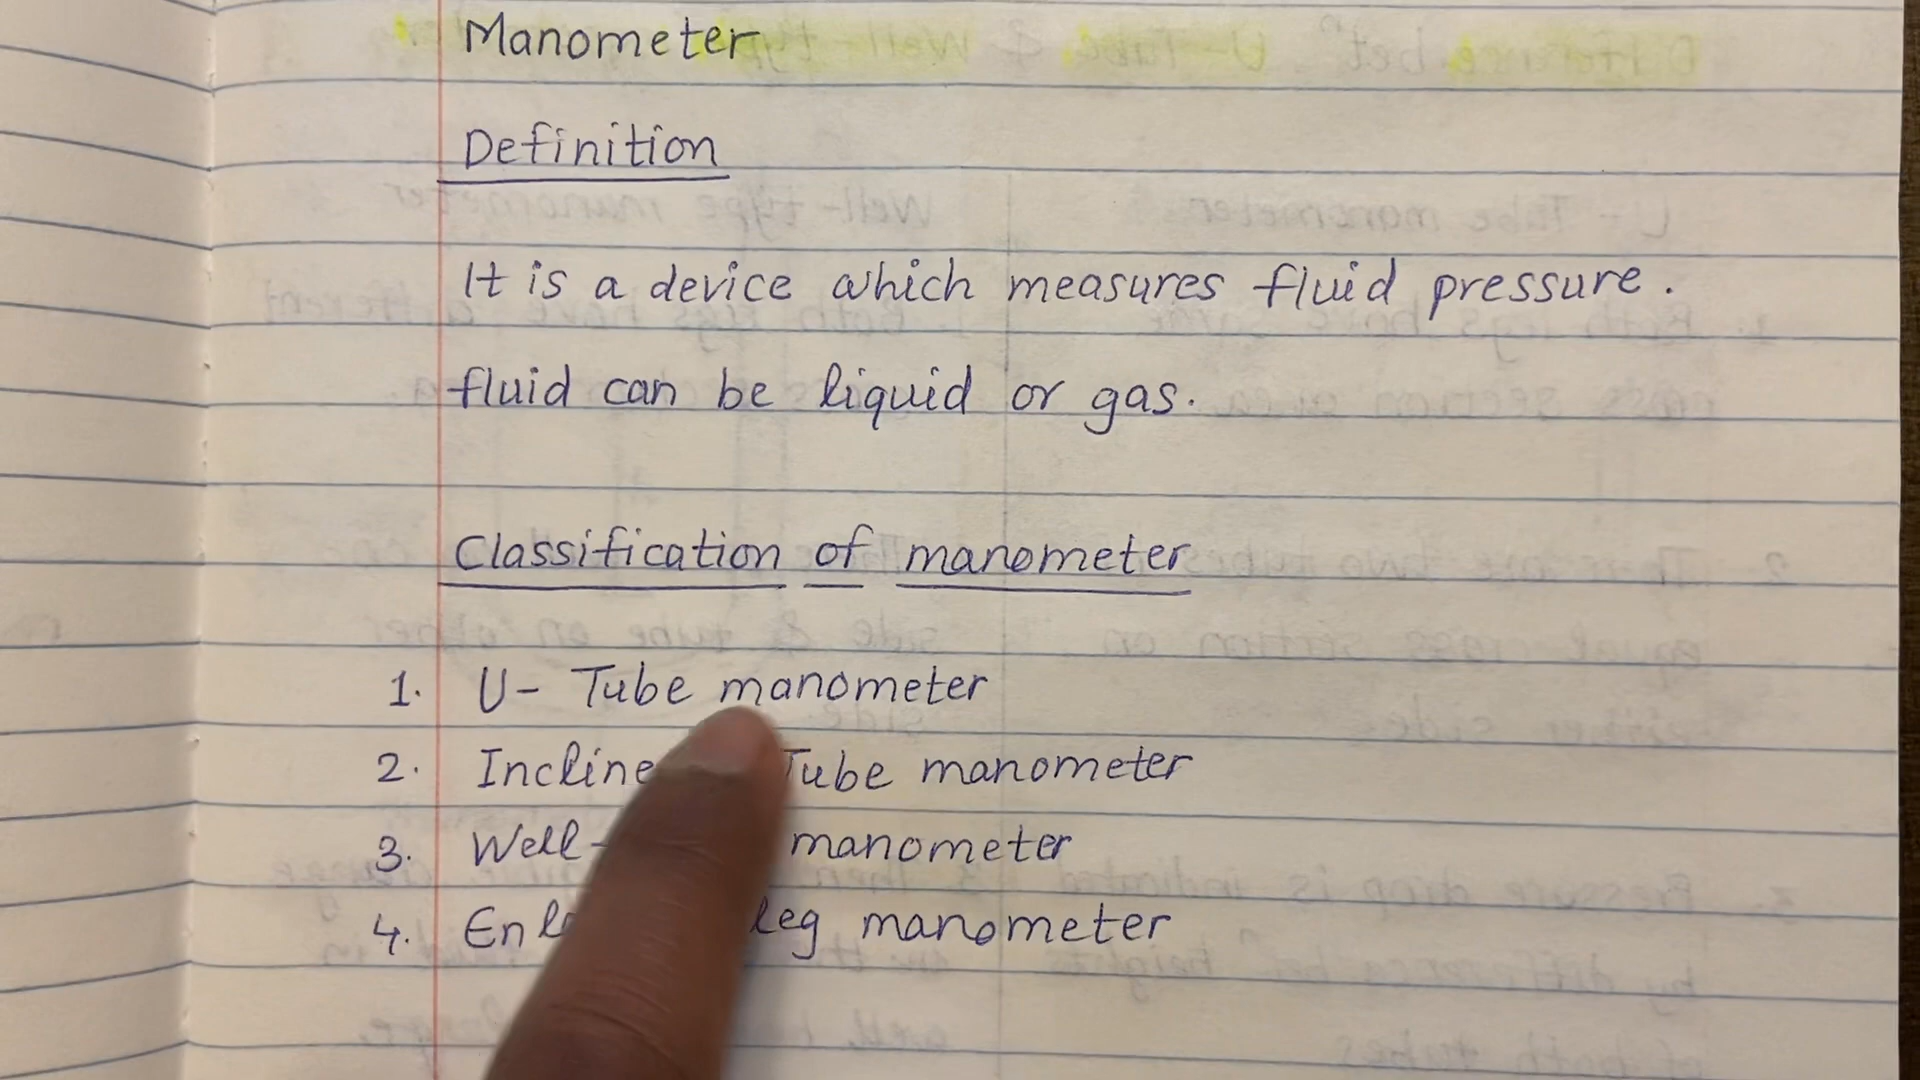 Manometer
Definition
It is a device which measures fluid pressure.
fluid can be liquid or gas.
Classification of manometer
1. U- Tube manometer
2. Incline Tube manometer
3. Well- manometer
4. leg manometer